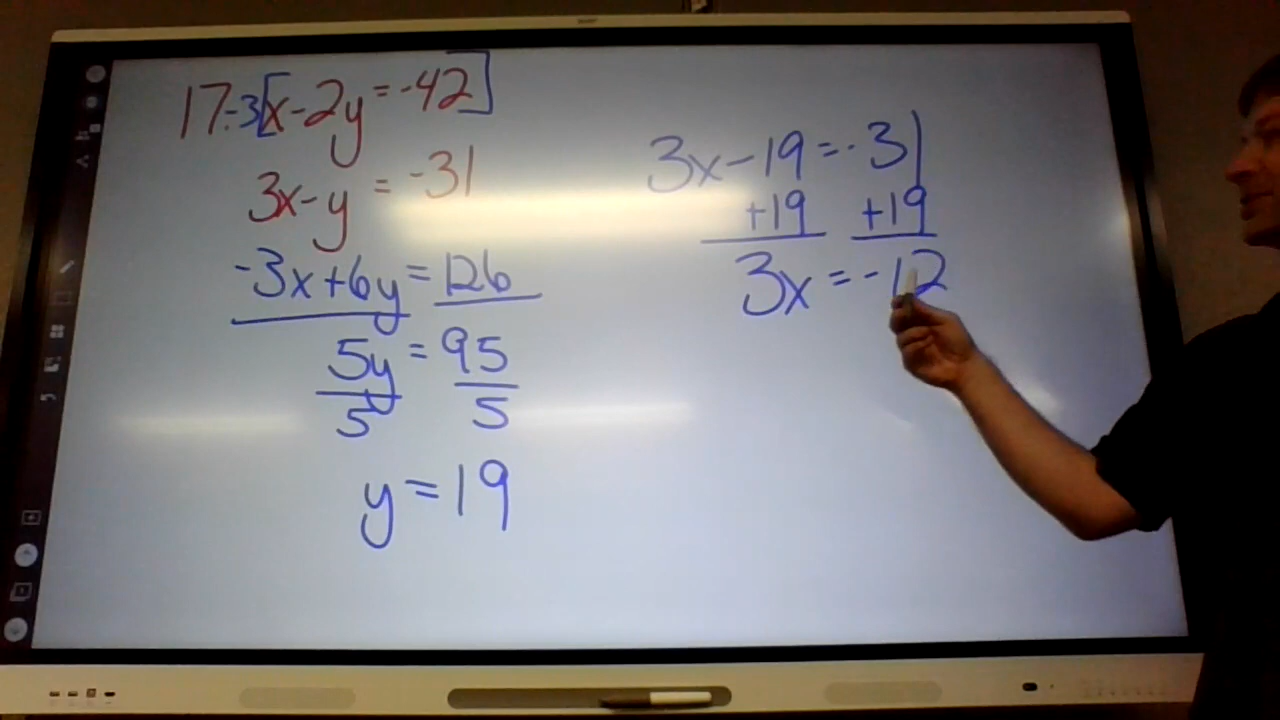 17. -3[x-2y=-42]
3x-y=-31
-3x+6y=126
5y=95
5 5
y=19
3x-19=-31
+19 +19
3x=-12